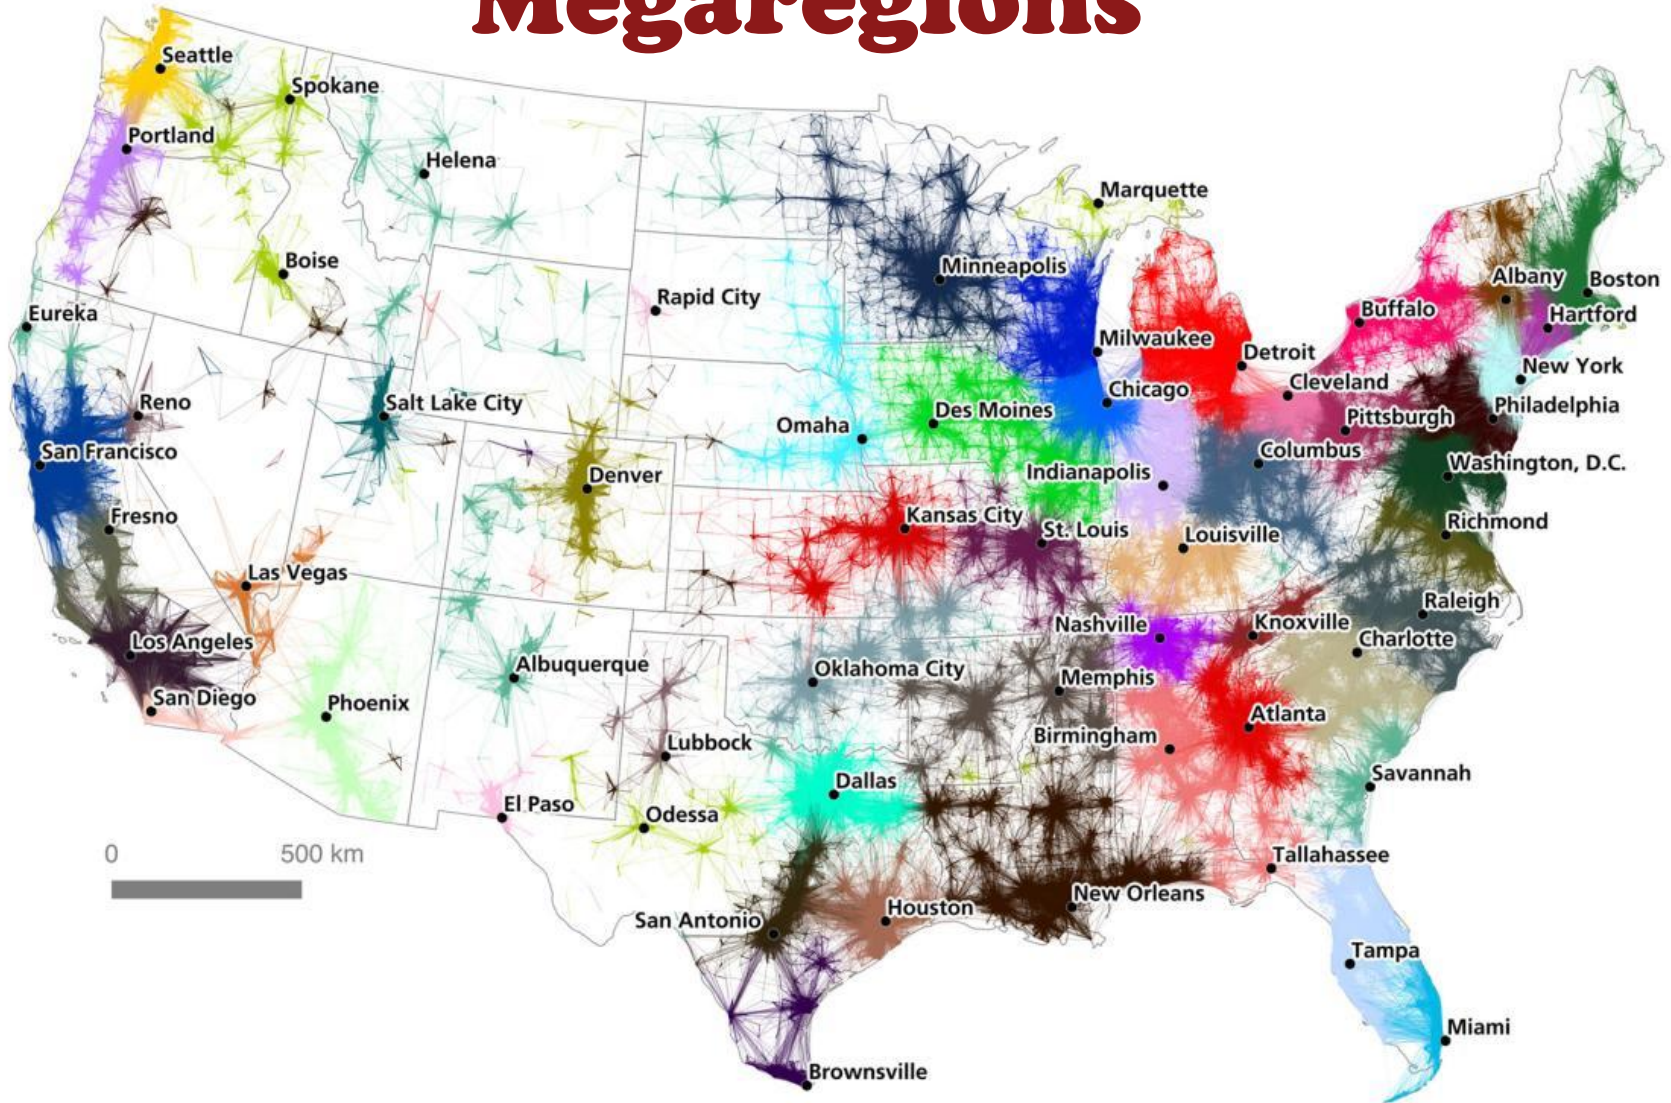 Megaregions
Seattle
Spokane
Portland
Helena
Marquette
Boise
Minneapolis
Albany
Boston
Rapid City
Eureka
Buffalo
Hartford
Milwaukee
Detroit
New York
Reno
Salt Lake City
Chicago
Cleveland
Philadelphia
Omaha
Des Moines
Pittsburgh
San Francisco
Columbus
Washington, D.C.
Denver
Indianapolis
Fresno
Kansas City
St. Louis
Louisville
Richmond
Las Vegas
Raleigh
Los Angeles
Nashville
Knoxville
Charlotte
Albuquerque
Oklahoma City
Memphis
San Diego
Phoenix
Atlanta
Lubbock
Birmingham
Dallas
Savannah
El Paso
Odessa
0 500 km
Tallahassee
New Orleans
San Antonio
Houston
Tampa
Miami
Brownsville